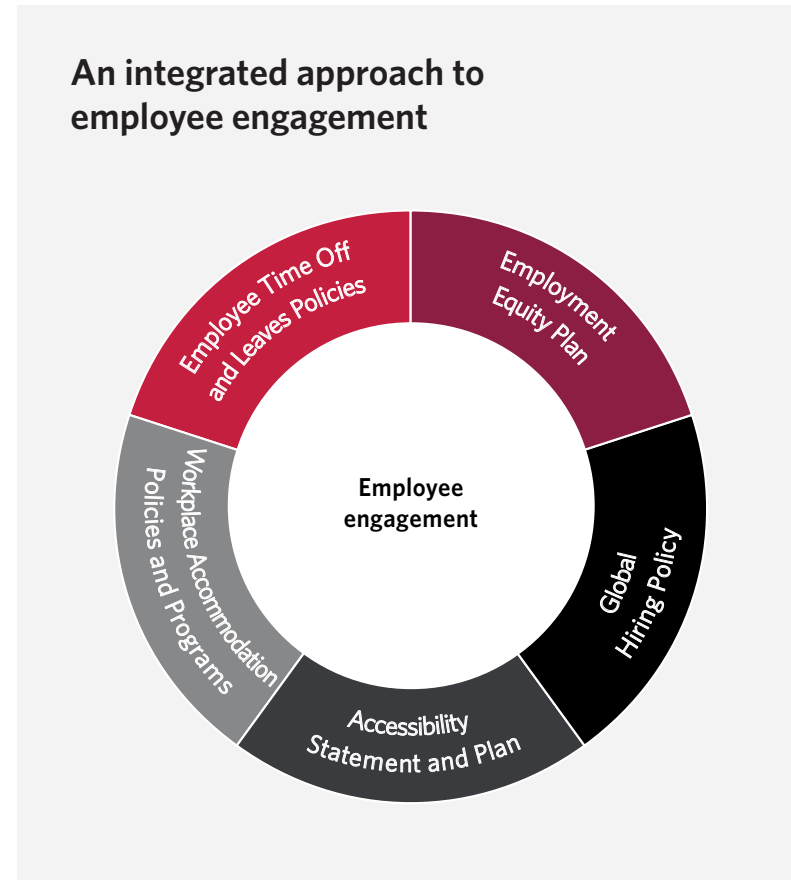 An integrated approach to
employee engagement
Employee Time Off
and Leaves Policies
Employment
Equity Plan
Global
Hiring Policy
Accessibility
Statement and Plan
Workplace Accommodation
Policies and Programs
Employee
engagement